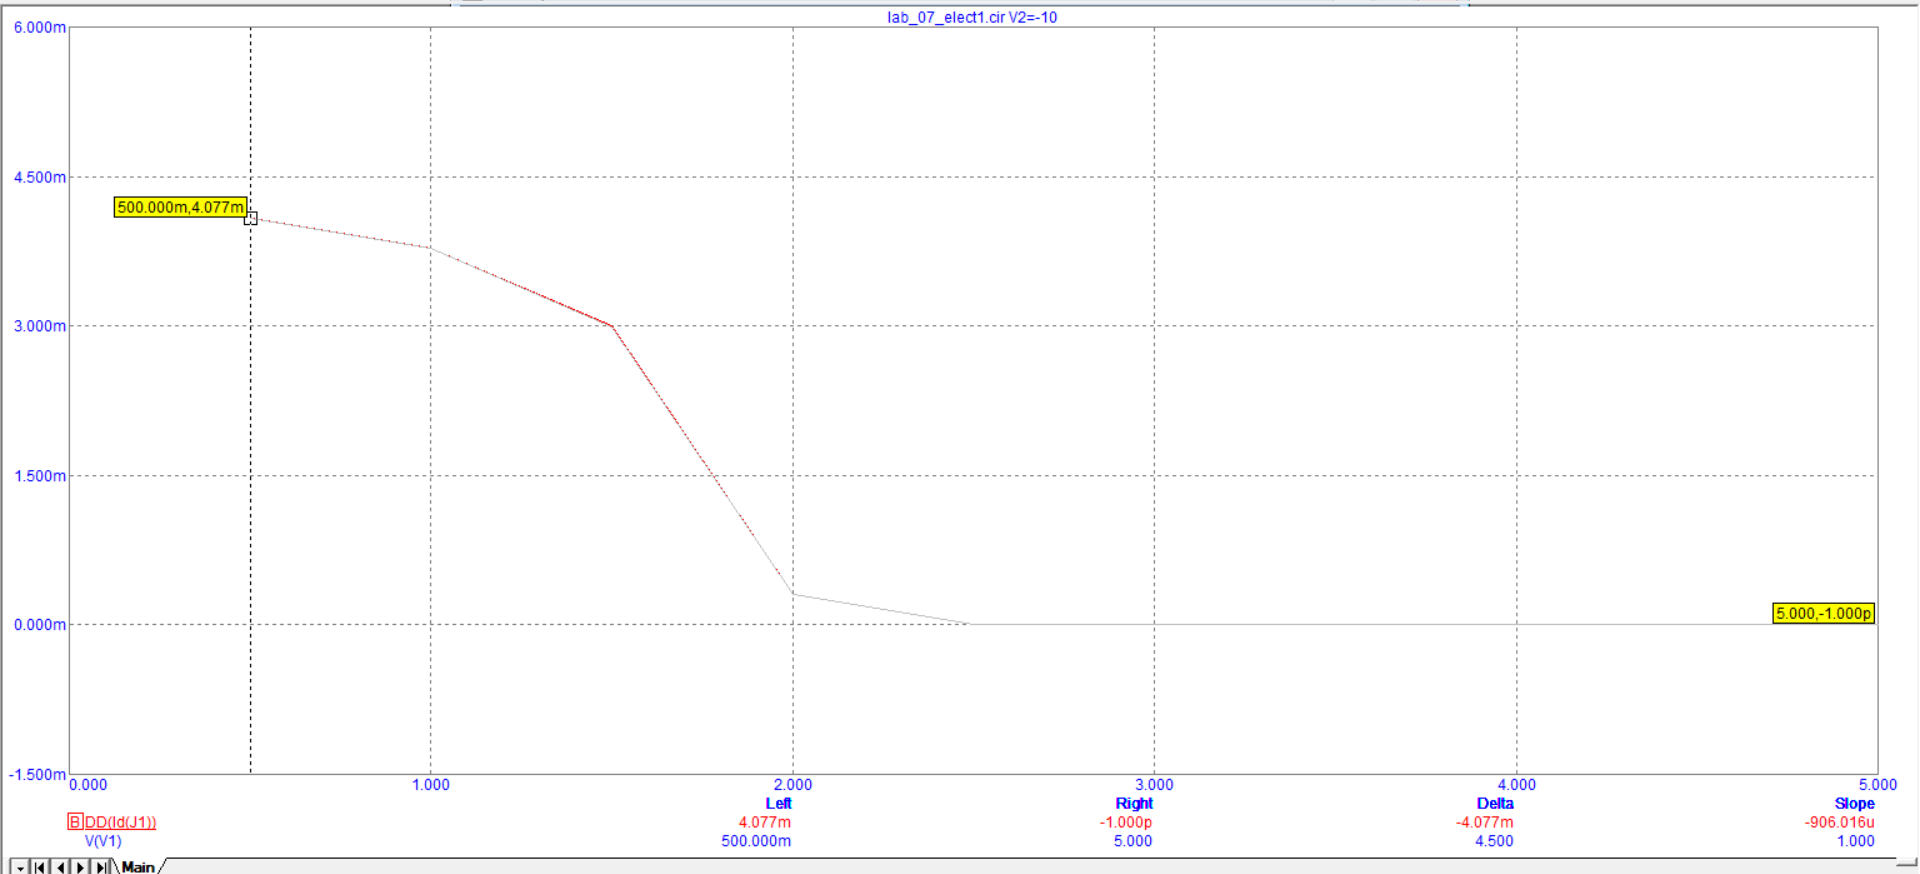 lab_07_elect1.cir V2=-10
6.000m
4.500m
500.000m,4.077m
3.000m
1.500m
5.000,-1.000p
0.000m
-1.500m
0.000 1.000 2.000 3.000 4.000 5.000
Left Right Delta Slope
B DD(Id(J1)) 4.077m -1.000p -4.077m -906.016u
V(V1) 500.000m 5.000 4.500 1.000
Main